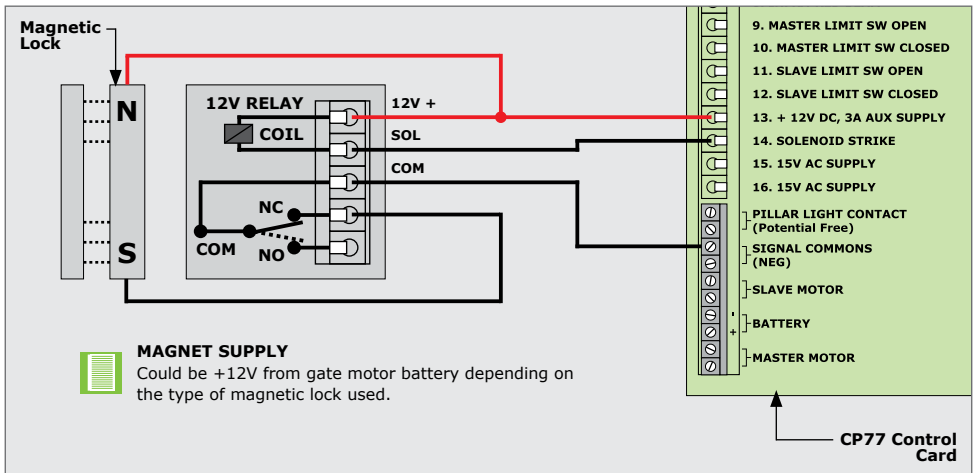 Magnetic
Lock
N
S
12V RELAY
COIL
NC
COM
NO
12V +
SOL
COM
9. MASTER LIMIT SW OPEN
10. MASTER LIMIT SW CLOSED
11. SLAVE LIMIT SW OPEN
12. SLAVE LIMIT SW CLOSED
13. + 12V DC, 3A AUX SUPPLY
14. SOLENOID STRIKE
15. 15V AC SUPPLY
16. 15V AC SUPPLY
PILLAR LIGHT CONTACT
(Potential Free)
SIGNAL COMMONS
(NEG)
SLAVE MOTOR
-
BATTERY
+
MASTER MOTOR
MAGNET SUPPLY
Could be +12V from gate motor battery depending on
the type of magnetic lock used.
CP77 Control
Card